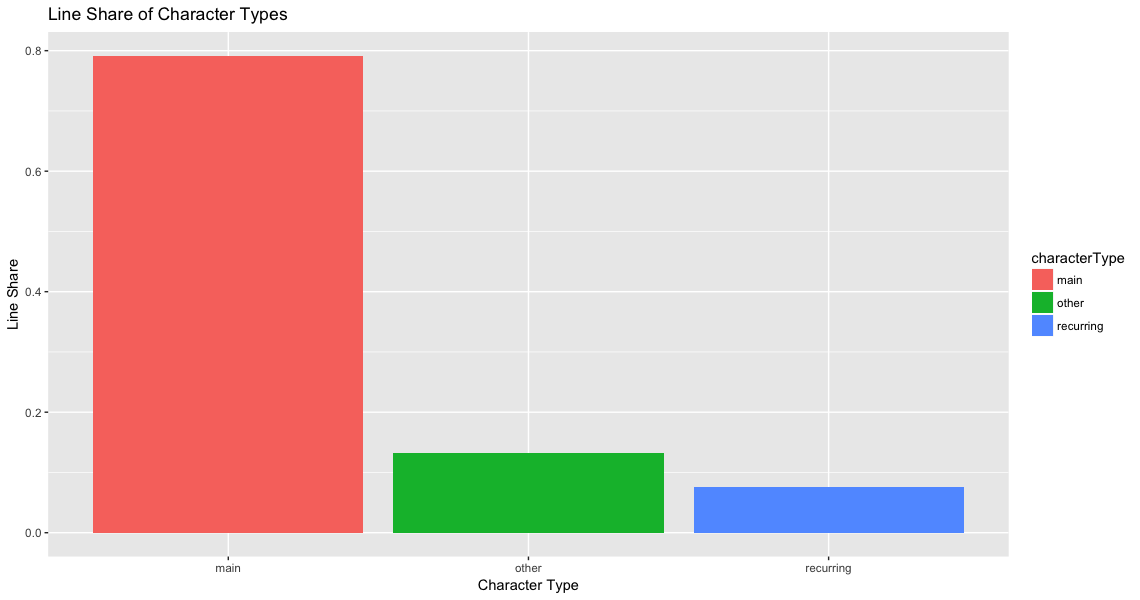 Line Share of Character Types
0.8
0.6
0.4
0.2
0.0
Line Share
main
other
recurring
Character Type
characterType
main
other
recurring